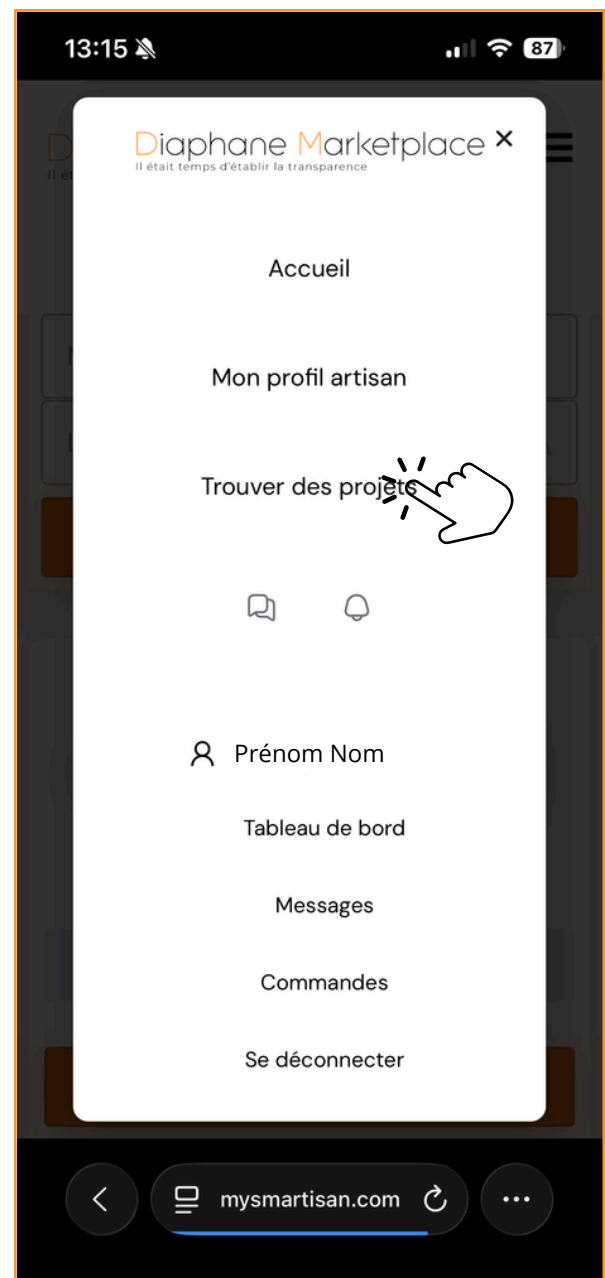 13:15
87
Diaphane Marketplace
Il était temps d'établir la transparence
Accueil
Mon profil artisan
Trouver des projets
Prénom Nom
Tableau de bord
Messages
Commandes
Se déconnecter
mysmartisan.com